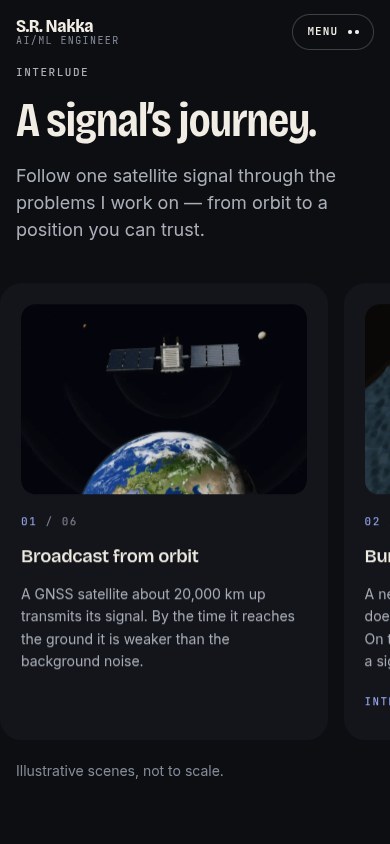 S.R. Nakka
AI/ML ENGINEER
MENU
INTERLUDE
A signal's journey.
Follow one satellite signal through the
problems I work on — from orbit to a
position you can trust.
01 / 06
Broadcast from orbit
A GNSS satellite about 20,000 km up
transmits its signal. By the time it reaches
the ground it is weaker than the
background noise.
02
A
On
a
Illustrative scenes, not to scale.